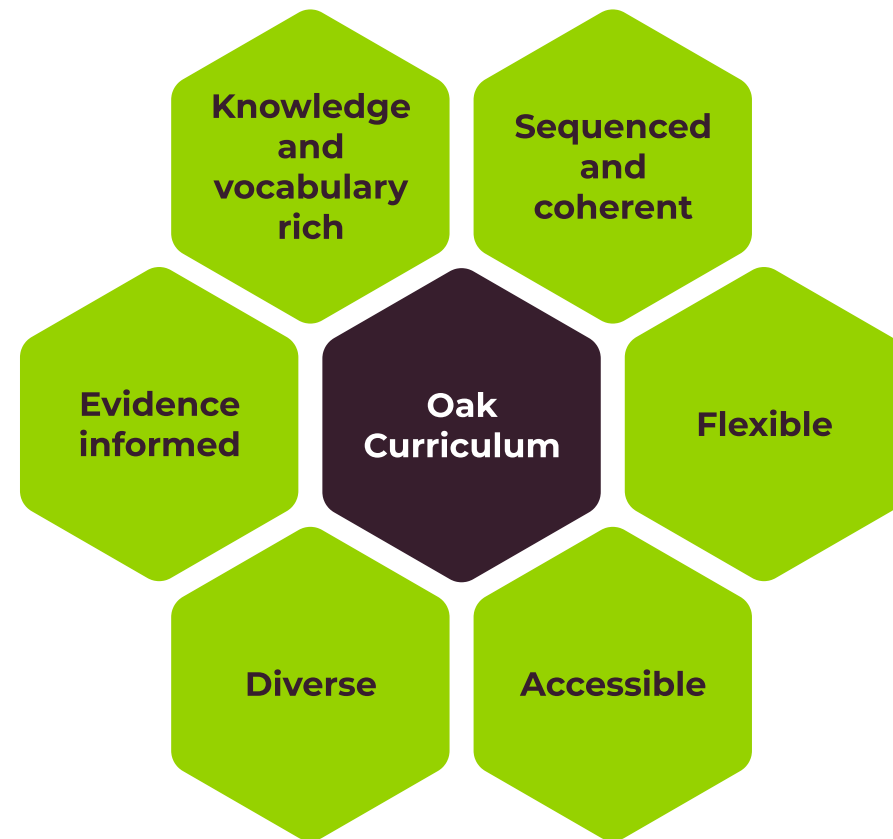 Knowledge
and
vocabulary
rich
Sequenced
and
coherent
Evidence
informed
Oak
Curriculum
Flexible
Diverse
Accessible